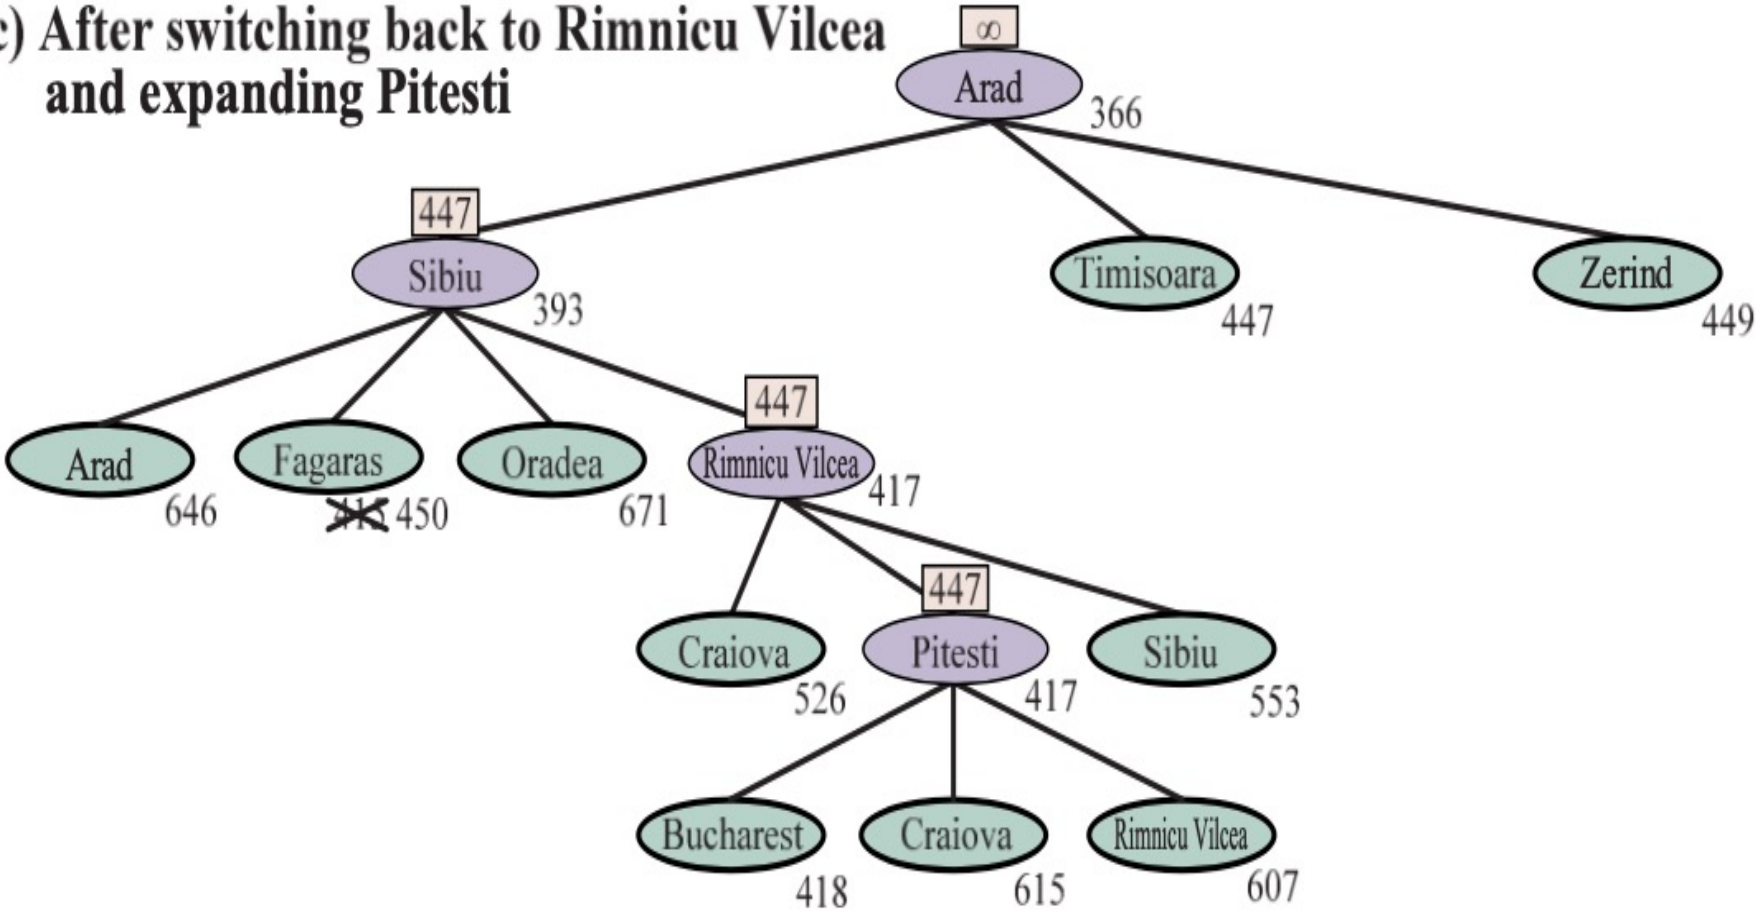 c) After switching back to Rimnicu Vilcea
and expanding Pitesti
∞
Arad
366
447
Sibiu
393
Timisoara
447
Zerind
449
Arad
646
Fagaras
415 450
Oradea
671
447
Rimnicu Vilcea
417
Craiova
526
447
Pitesti
417
Sibiu
553
Bucharest
418
Craiova
615
Rimnicu Vilcea
607